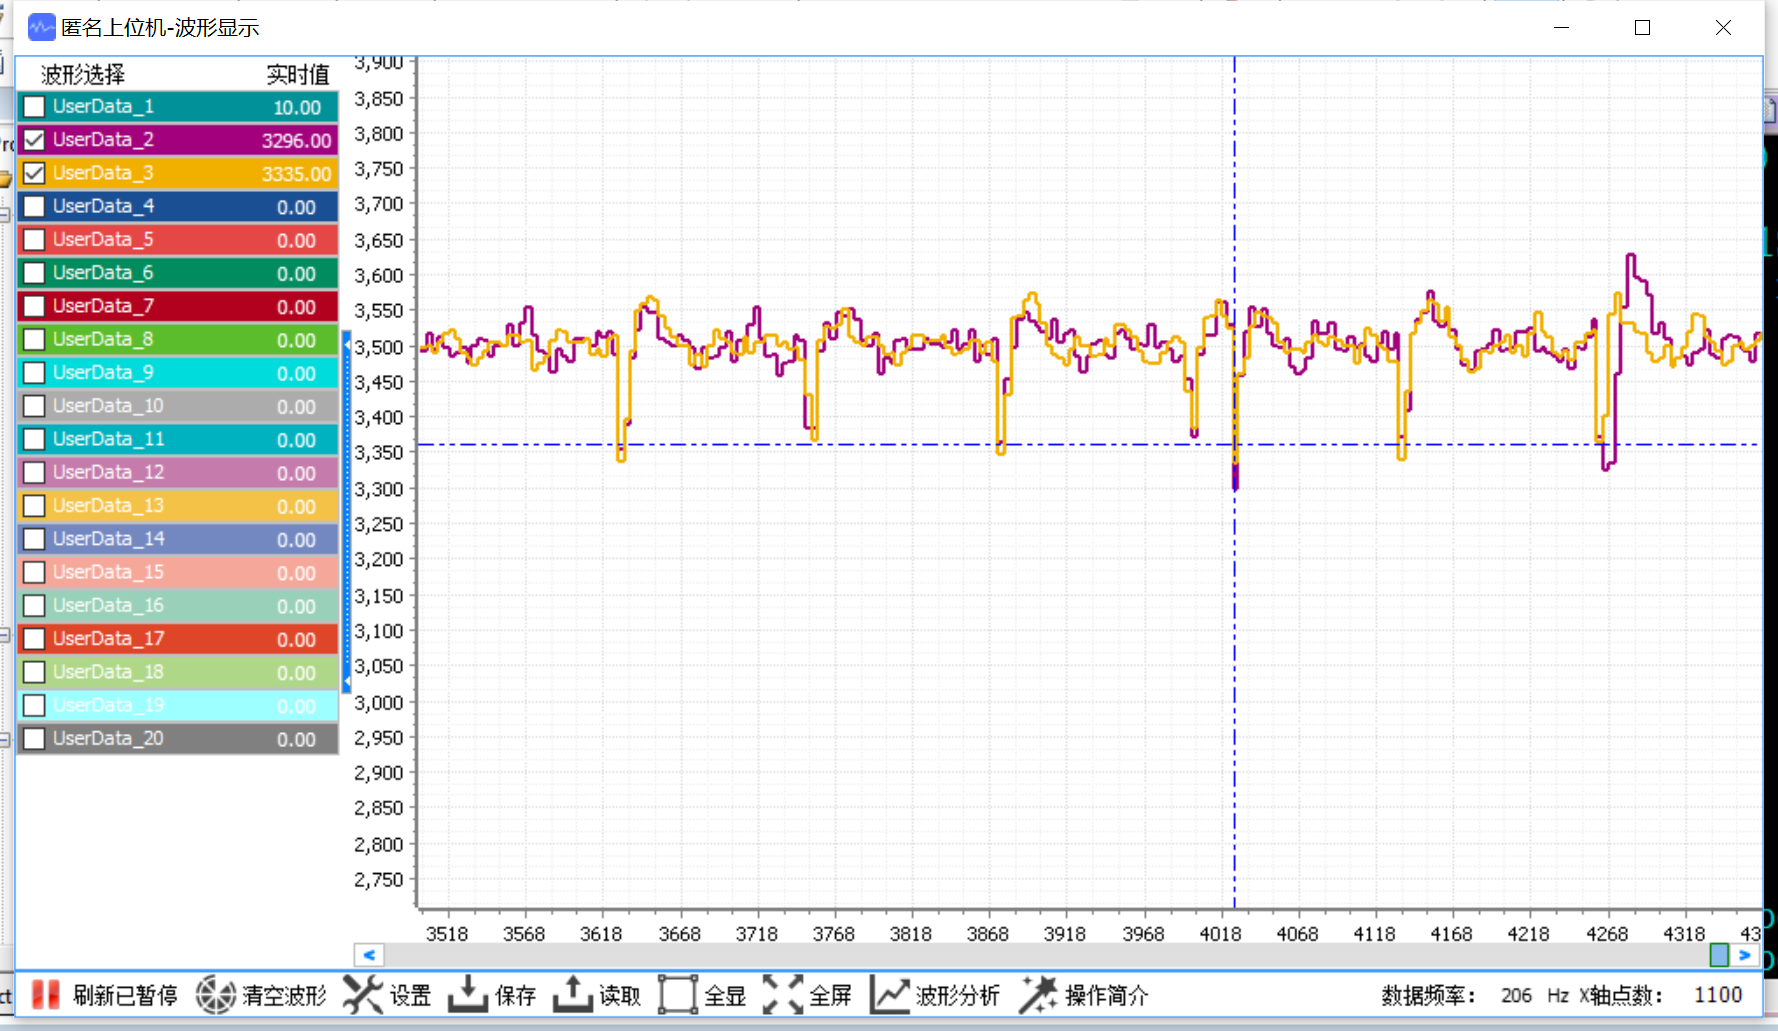 匿名上位机-波形显示
波形选择 实时值
UserData_1 10.00
UserData_2 3296.00
UserData_3 3335.00
UserData_4 0.00
UserData_5 0.00
UserData_6 0.00
UserData_7 0.00
UserData_8 0.00
UserData_9 0.00
UserData_10 0.00
UserData_11 0.00
UserData_12 0.00
UserData_13 0.00
UserData_14 0.00
UserData_15 0.00
UserData_16 0.00
UserData_17 0.00
UserData_18 0.00
UserData_19 0.00
UserData_20 0.00
3,900
3,850
3,800
3,750
3,700
3,650
3,600
3,550
3,500
3,450
3,400
3,350
3,300
3,250
3,200
3,150
3,100
3,050
3,000
2,950
2,900
2,850
2,800
2,750
3518 3568 3618 3668 3718 3768 3818 3868 3918 3968 4018 4068 4118 4168 4218 4268 4318 43
刷新已暂停 清空波形 设置 保存 读取 全显 全屏 波形分析 操作简介 数据频率： 206 Hz X轴点数： 1100